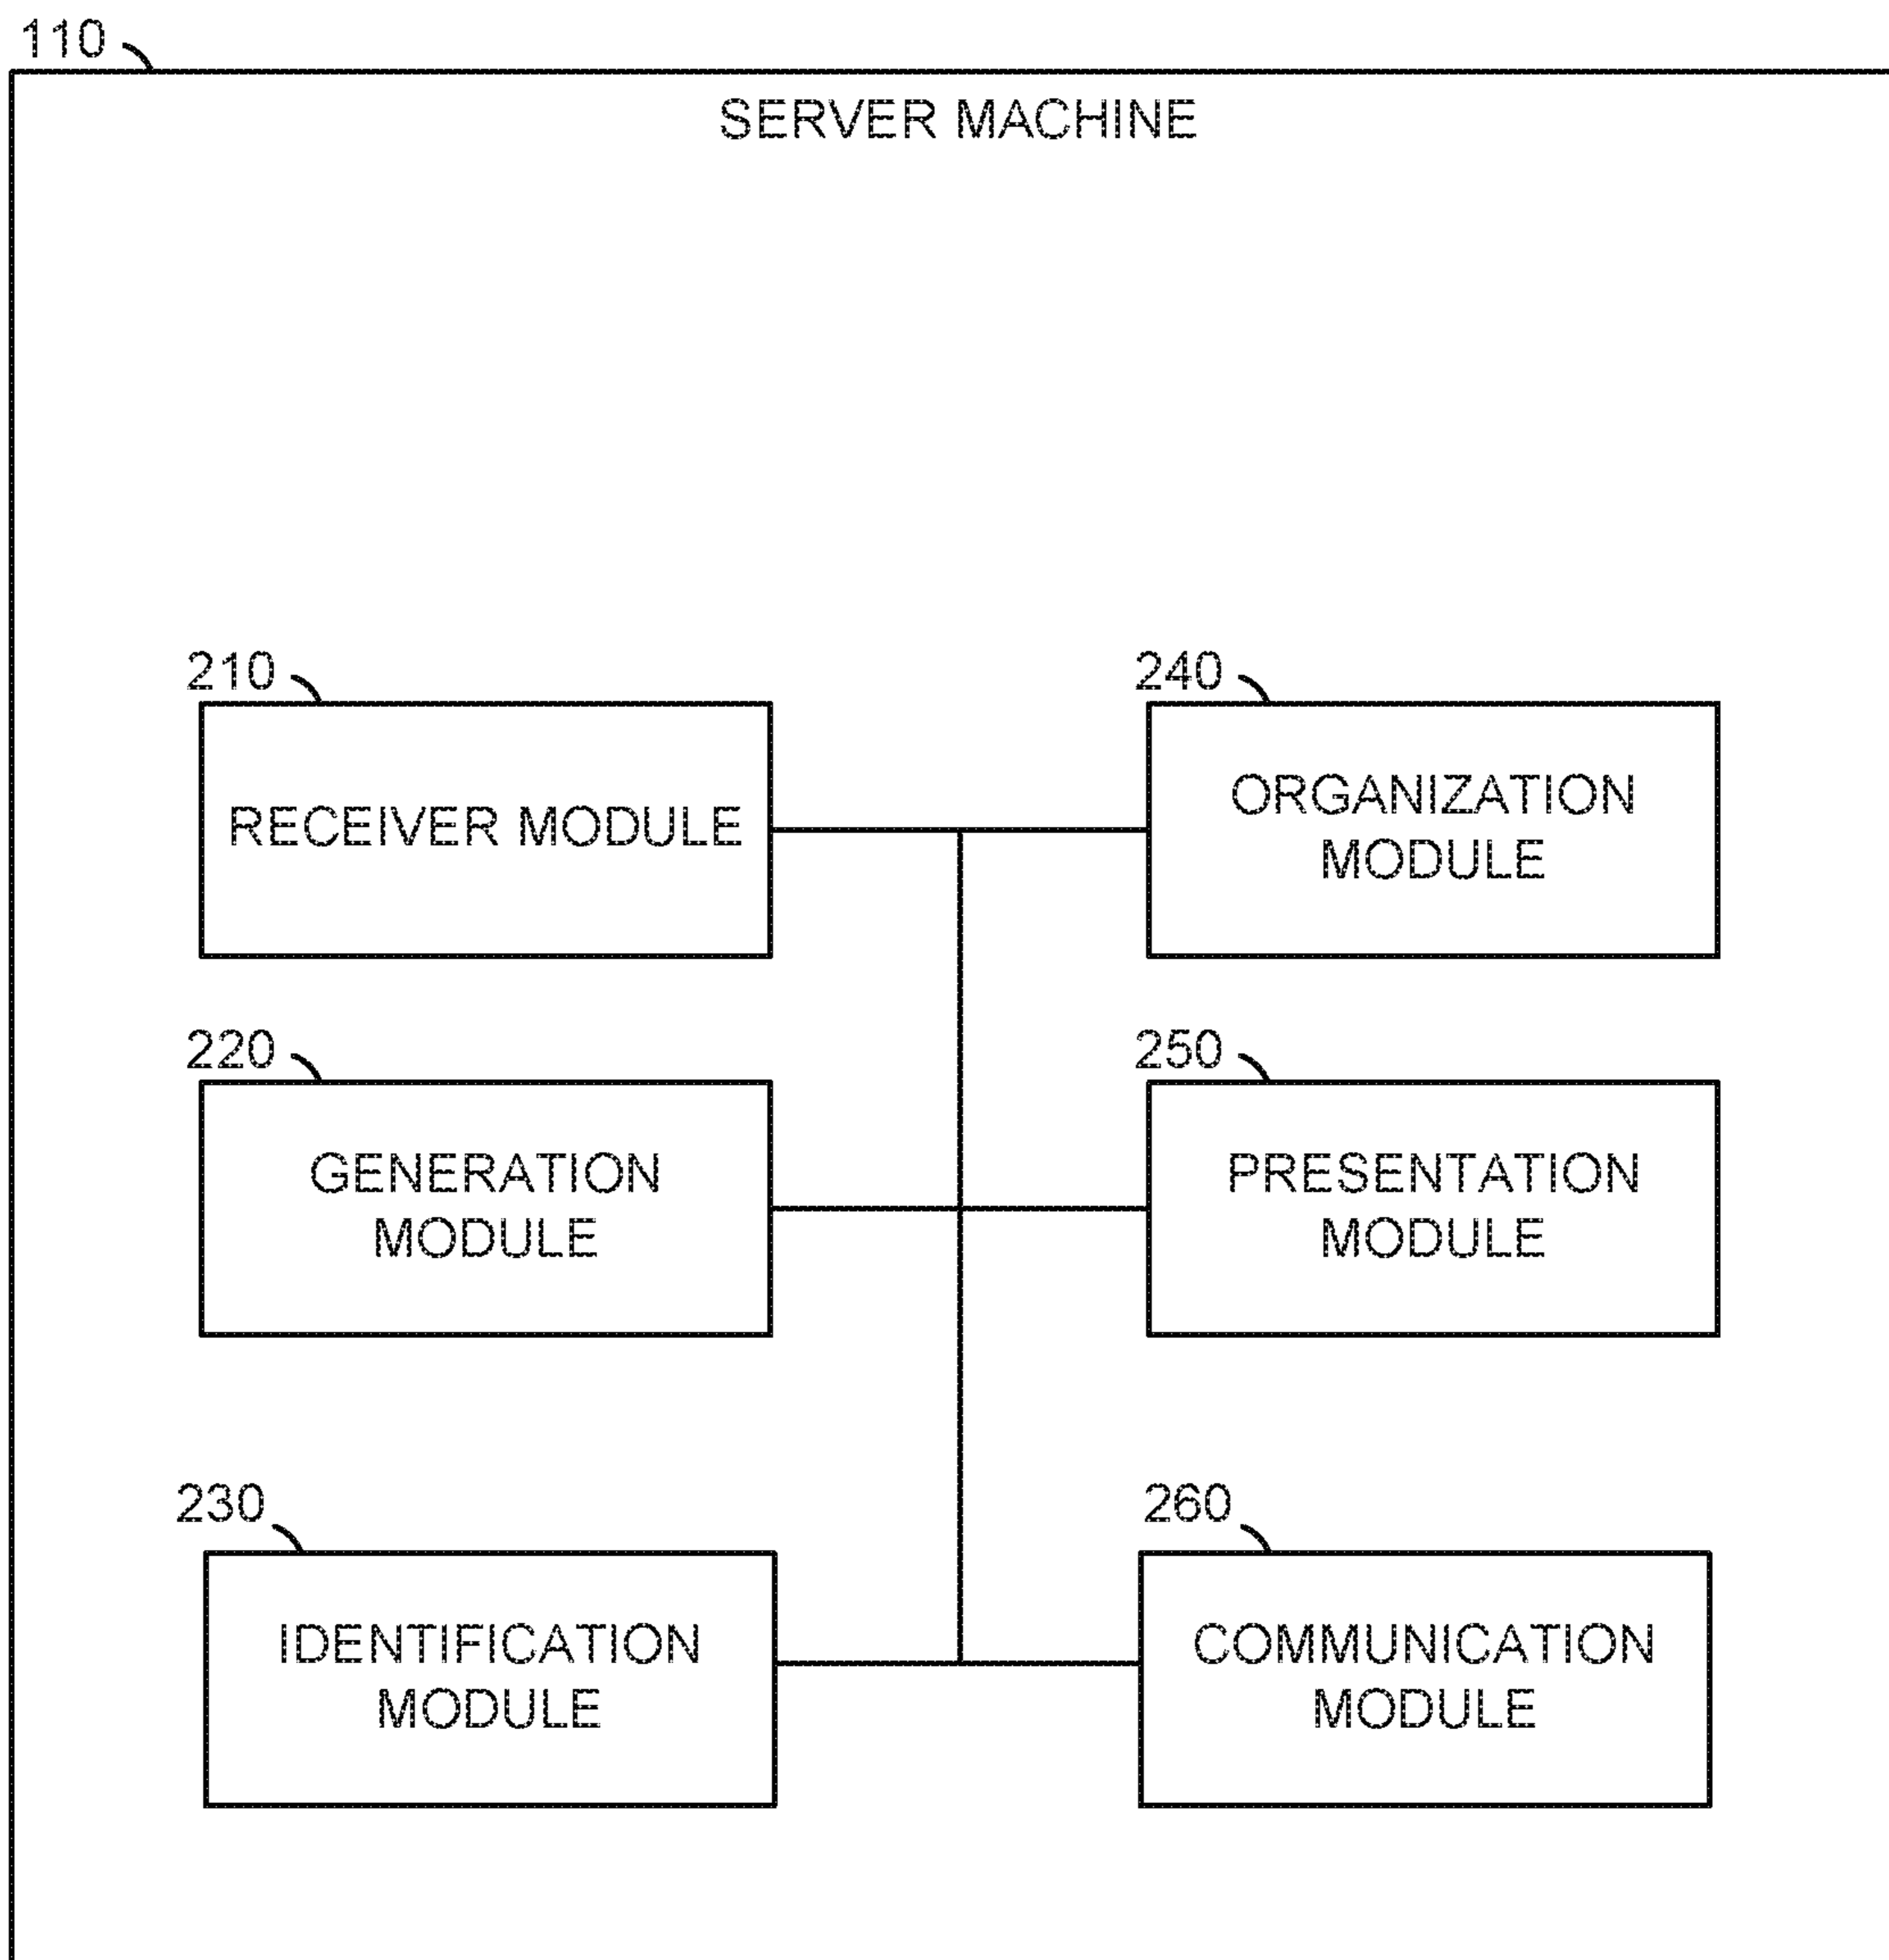 110
SERVER MACHINE
210
RECEIVER MODULE
240
ORGANIZATION
MODULE
220
GENERATION
MODULE
250
PRESENTATION
MODULE
230
IDENTIFICATION
MODULE
260
COMMUNICATION
MODULE